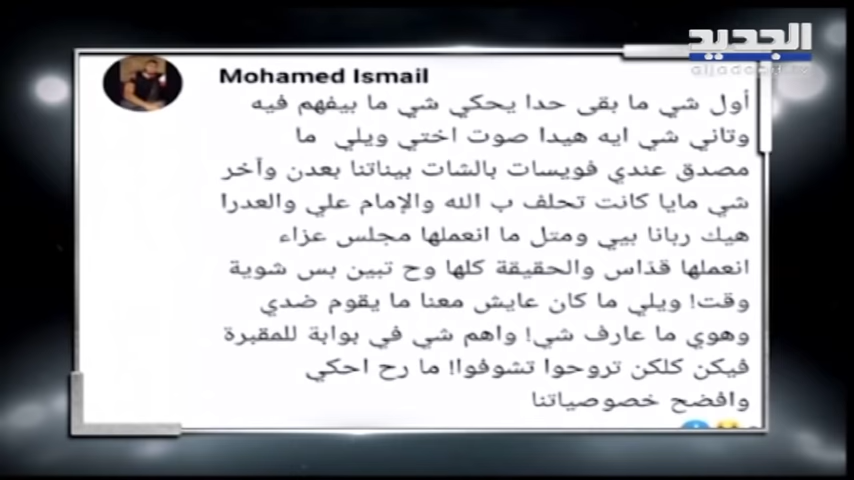 الجديد
aljadeed.tv
Mohamed Ismail
أول شي ما بقى حدا يحكي شي ما بيفهم فيه
وتاني شي ايه هيدا صوت اختي ويلي ما
مصدق عندي فويسات بالشات بيناتنا بعدن وآخر
شي مايا كانت تحلف ب الله والإمام علي والعدرا
هيك ربانا بيي ومتل ما انعملها مجلس عزاء
انعملها قدّاس والحقيقة كلها وح تبين بس شوية
وقت! ويلي ما كان عايش معنا ما يقوم ضدي
وهوي ما عارف شي! واهم شي في بوابة للمقبرة
فيكن كلكن تروحوا تشوفوا! ما رح احكي
وافضح خصوصياتنا